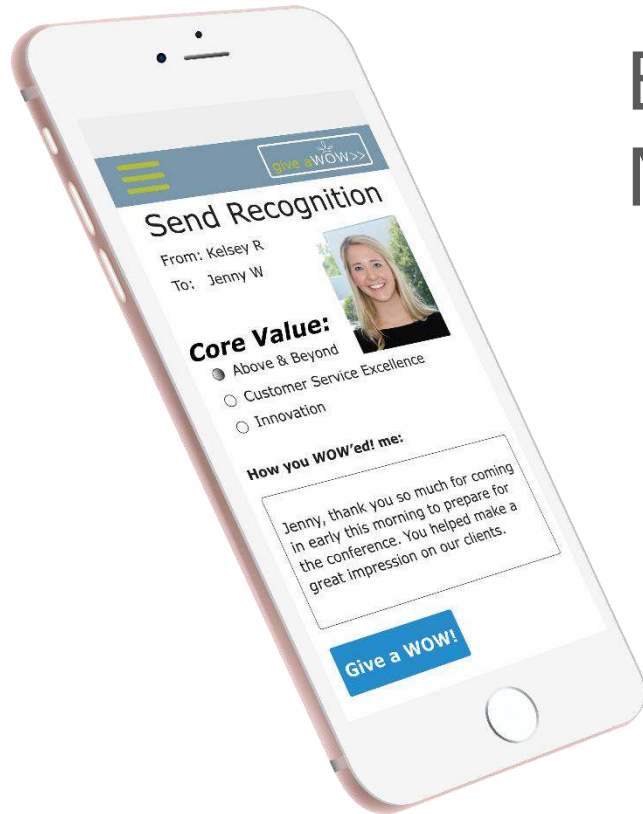 give aWOW>>
Send Recognition
From: Kelsey R
To: Jenny W
Core Value:
Above & Beyond
Customer Service Excellence
Innovation
How you WOW'ed! me:
Jenny, thank you so much for coming
in early this morning to prepare for
the conference. You helped make a
great impression on our clients.
Give a WOW!